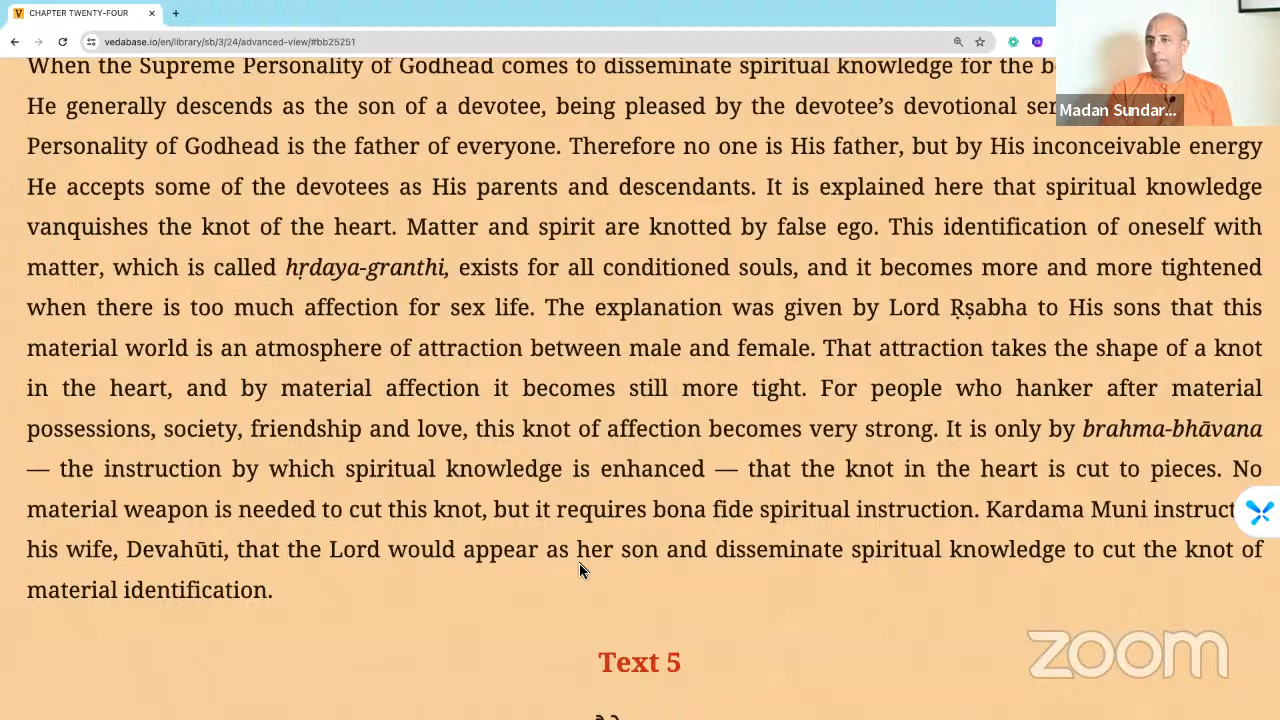 CHAPTER TWENTY-FOUR
vedabase.io/en/library/sb/3/24/advanced-view/#bb25251
Madan Sundar...
When the Supreme Personality of Godhead comes to disseminate spiritual knowledge for the
He generally descends as the son of a devotee, being pleased by the devotee's devotional
Personality of Godhead is the father of everyone. Therefore no one is His father, but by His inconceivable energy
He accepts some of the devotees as His parents and descendants. It is explained here that spiritual knowledge
vanquishes the knot of the heart. Matter and spirit are knotted by false ego. This identification of oneself with
matter, which is called hṛdaya-granthi, exists for all conditioned souls, and it becomes more and more tightened
when there is too much affection for sex life. The explanation was given by Lord Ṛṣabha to His sons that this
material world is an atmosphere of attraction between male and female. That attraction takes the shape of a knot
in the heart, and by material affection it becomes still more tight. For people who hanker after material
possessions, society, friendship and love, this knot of affection becomes very strong. It is only by brahma-bhāvana
— the instruction by which spiritual knowledge is enhanced — that the knot in the heart is cut to pieces. No
material weapon is needed to cut this knot, but it requires bona fide spiritual instruction. Kardama Muni instruct
his wife, Devahūti, that the Lord would appear as her son and disseminate spiritual knowledge to cut the knot of
material identification.
zoom
Text 5